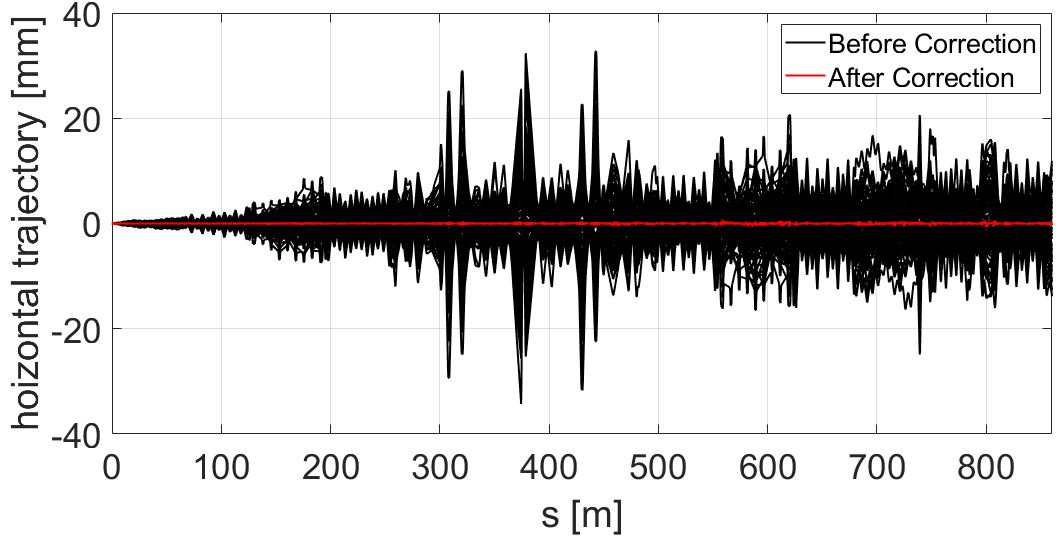 40
20
0
-20
-40
0 100 200 300 400 500 600 700 800
hoizontal trajectory [mm]
s [m]
Before Correction
After Correction